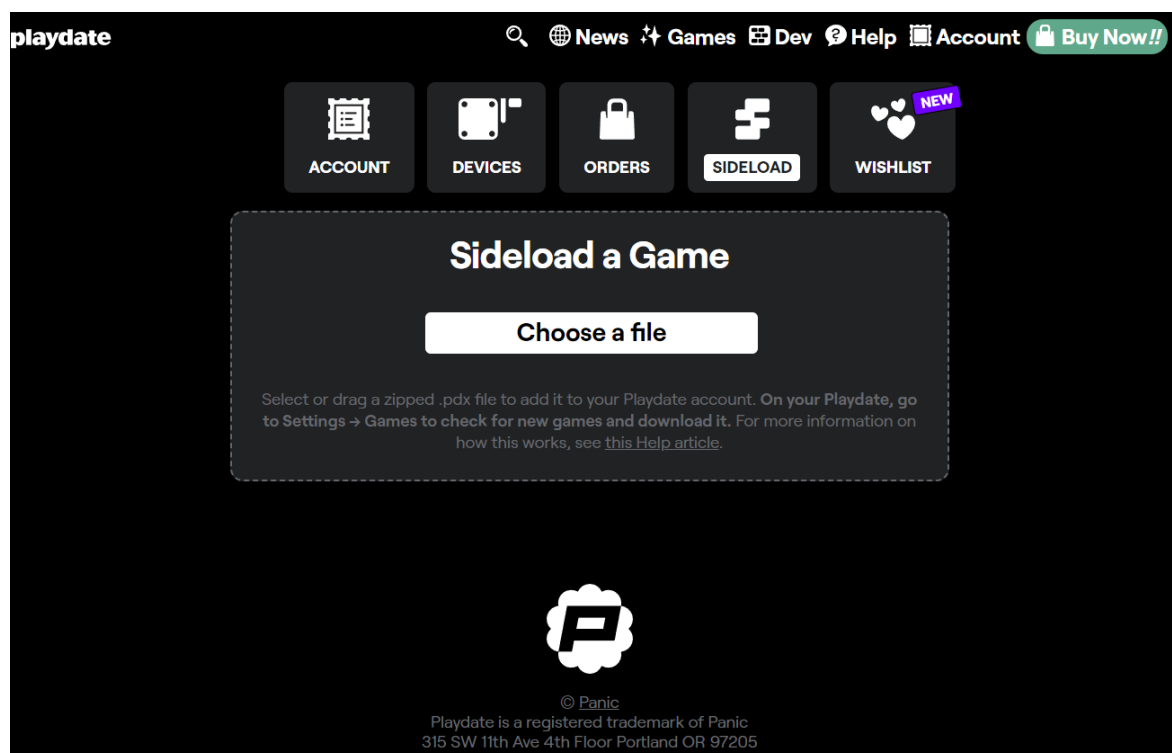 playdate
News Games Dev Help Account Buy Now!!
NEW
ACCOUNT DEVICES ORDERS SIDELOAD WISHLIST
Sideload a Game
Choose a file
Select or drag a zipped .pdx file to add it to your Playdate account. On your Playdate, go
to Settings → Games to check for new games and download it. For more information on
how this works, see this Help article.
© Panic
Playdate is a registered trademark of Panic
315 SW 11th Ave 4th Floor Portland OR 97205